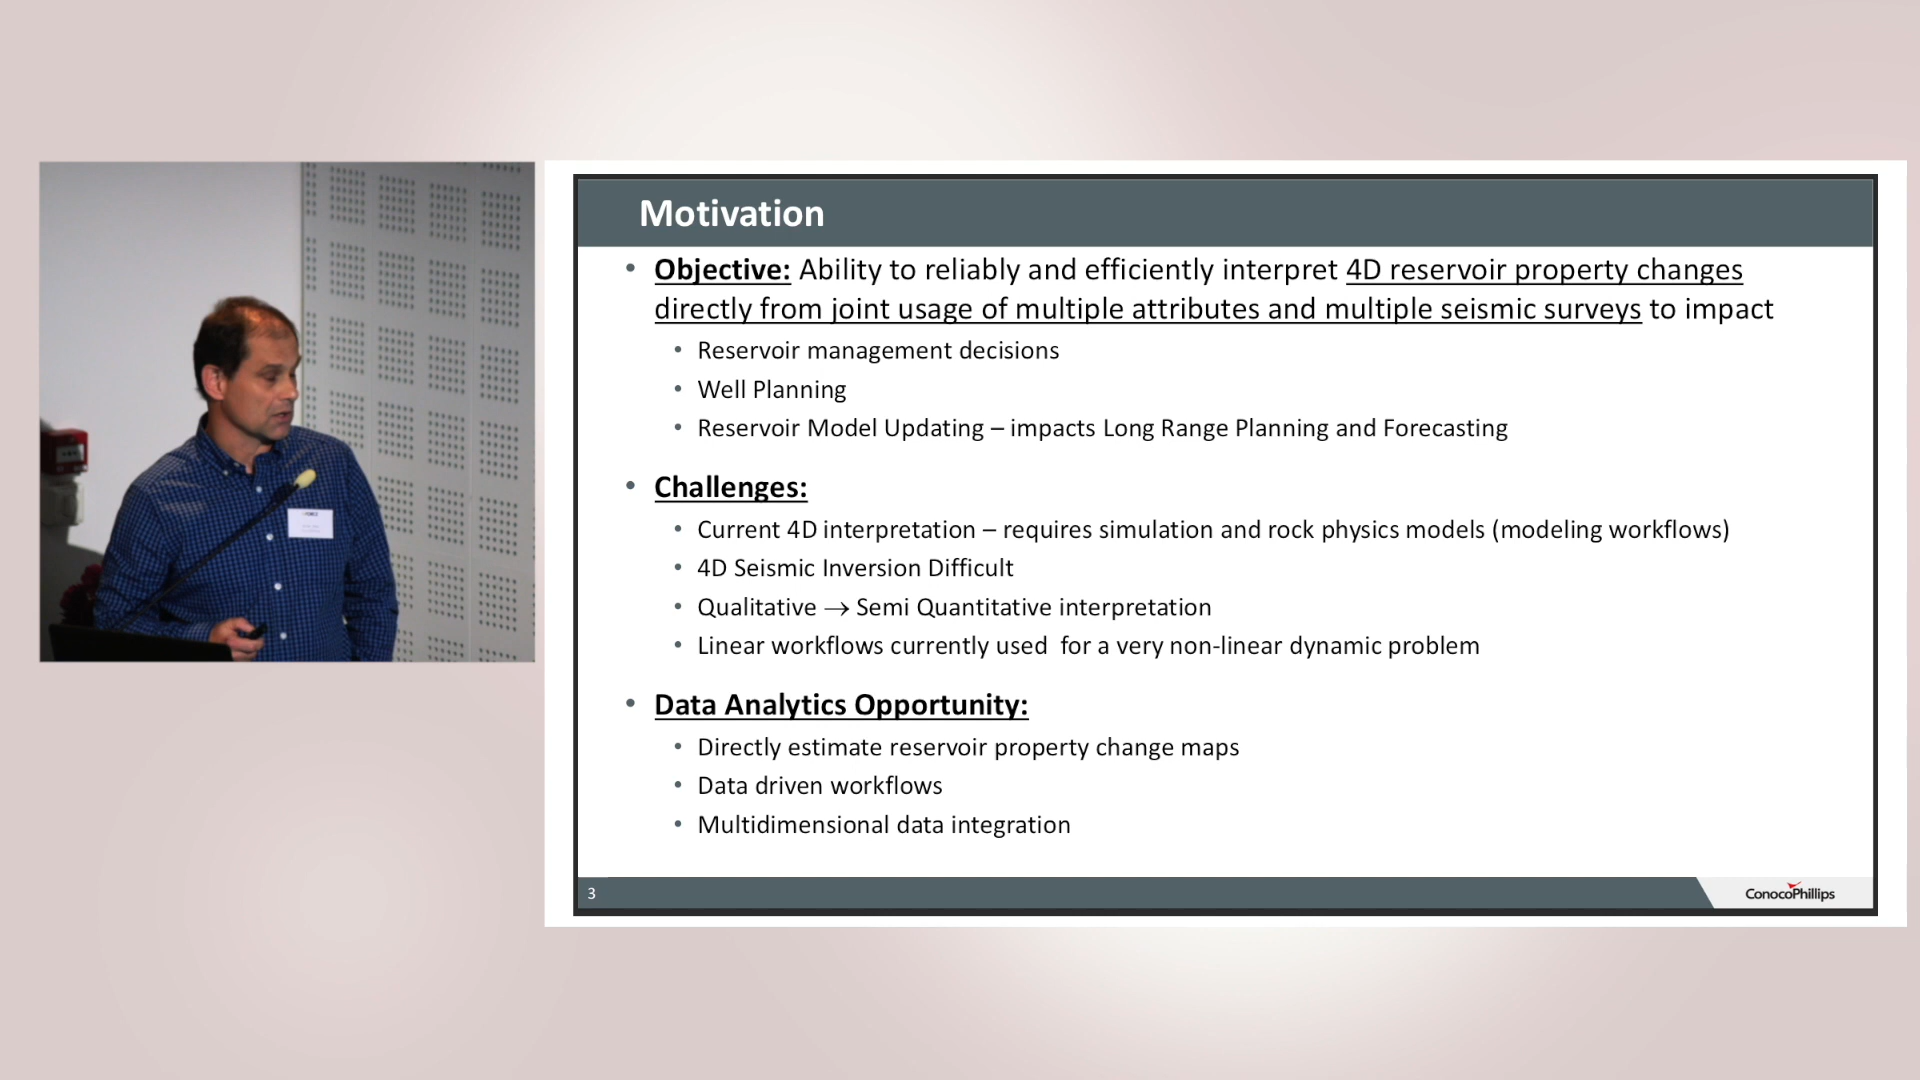 Motivation
• Objective: Ability to reliably and efficiently interpret 4D reservoir property changes
directly from joint usage of multiple attributes and multiple seismic surveys to impact
• Reservoir management decisions
• Well Planning
• Reservoir Model Updating – impacts Long Range Planning and Forecasting
• Challenges:
• Current 4D interpretation – requires simulation and rock physics models (modeling workflows)
• 4D Seismic Inversion Difficult
• Qualitative → Semi Quantitative interpretation
• Linear workflows currently used  for a very non-linear dynamic problem
• Data Analytics Opportunity:
• Directly estimate reservoir property change maps
• Data driven workflows
• Multidimensional data integration
3
ConocoPhillips